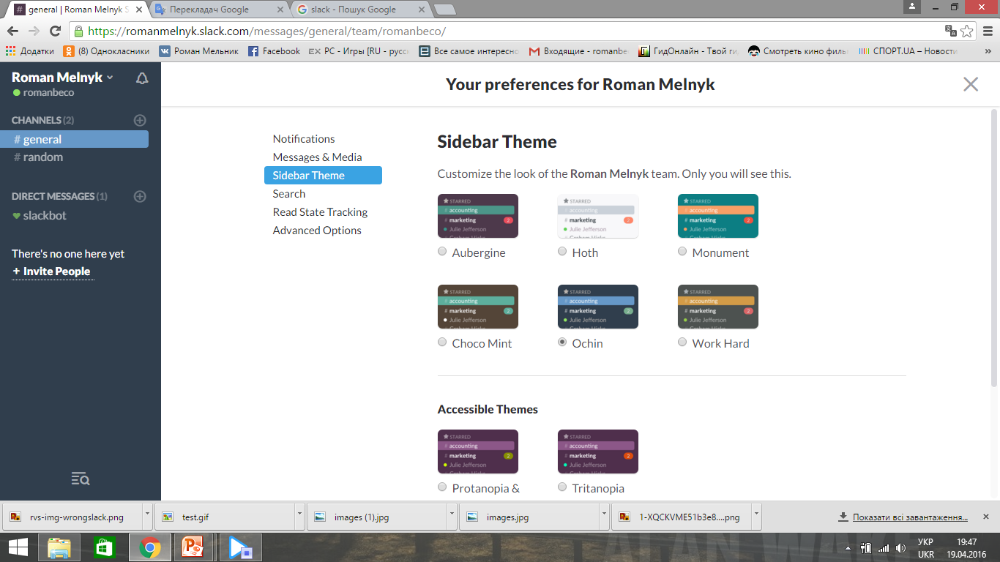 general | Roman Melnyk S
Перекладач Google
slack - Пошук Google
https://romanmelnyk.slack.com/messages/general/team/romanbeco/
Додатки
(8) Однокласники
Роман Мельник
Facebook
EX PC - Игры [RU - русс
Все самое интересно
Входящие - romanbe
ГидОнлайн - Твой ги
Смотреть кино филь
СПОРТ.UA – Новости
»
Roman Melnyk
romanbeco
CHANNELS (2)
# general
# random
DIRECT MESSAGES (1)
slackbot
There's no one here yet
+ Invite People
Your preferences for Roman Melnyk
Notifications
Messages & Media
Sidebar Theme
Search
Read State Tracking
Advanced Options
Sidebar Theme
Customize the look of the Roman Melnyk team. Only you will see this.
STARRED
# accounting
# marketing 2
Julie Jefferson
STARRED
# accounting
# marketing 2
Julie Jefferson
STARRED
# accounting
# marketing 2
Julie Jefferson
Aubergine
Hoth
Monument
STARRED
# accounting
# marketing 2
Julie Jefferson
STARRED
# accounting
# marketing 2
Julie Jefferson
STARRED
# accounting
# marketing 2
Julie Jefferson
Choco Mint
Ochin
Work Hard
Accessible Themes
STARRED
# accounting
# marketing 2
Julie Jefferson
STARRED
# accounting
# marketing 2
Julie Jefferson
Protanopia &
Tritanopia
rvs-img-wrongslack.png
test.gif
images (1).jpg
images.jpg
1-XQCKVME51b3e8....png
Показати всі завантаження...
УКР
UKR
19:47
19.04.2016